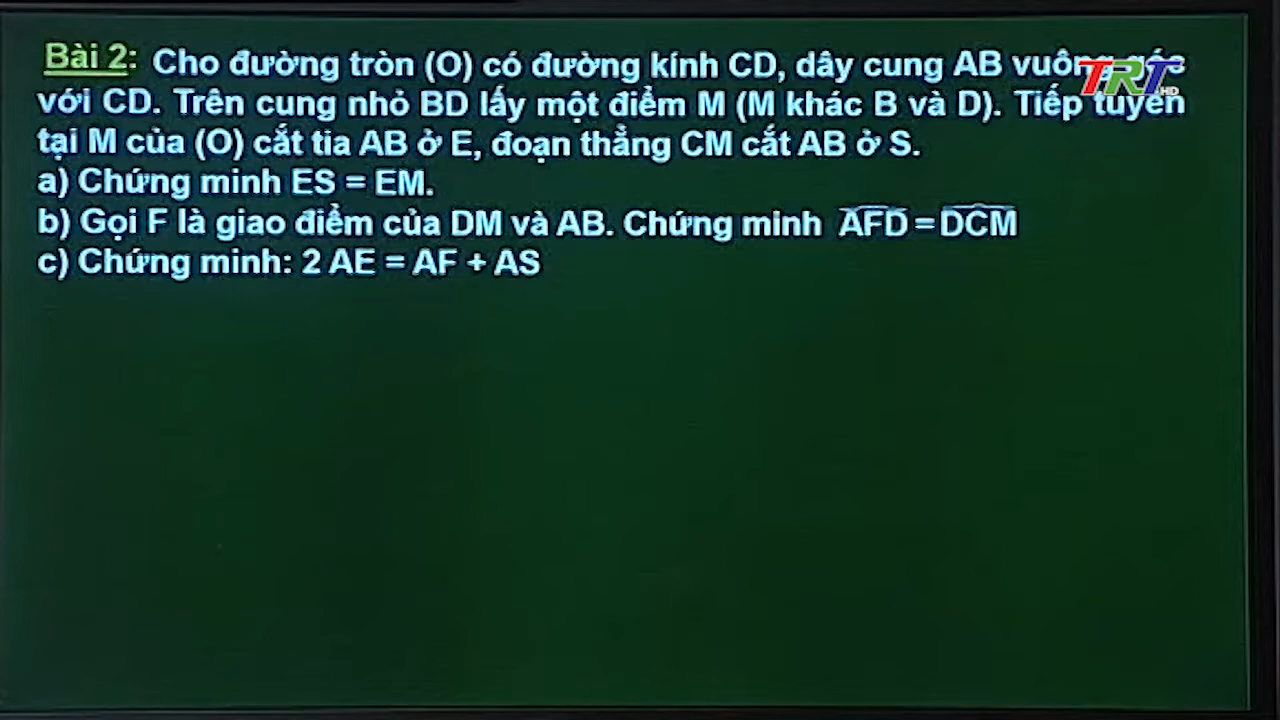 Bài 2: Cho đường tròn (O) có đường kính CD, dây cung AB
TRT HD
với CD. Trên cung nhỏ BD lấy một điểm M (M khác B và D). Tiếp tuyến
tại M của (O) cắt tia AB ở E, đoạn thẳng CM cắt AB ở S.
a) Chứng minh ES = EM.
b) Gọi F là giao điểm của DM và AB. Chứng minh AFD = DCM
c) Chứng minh: 2 AE = AF + AS